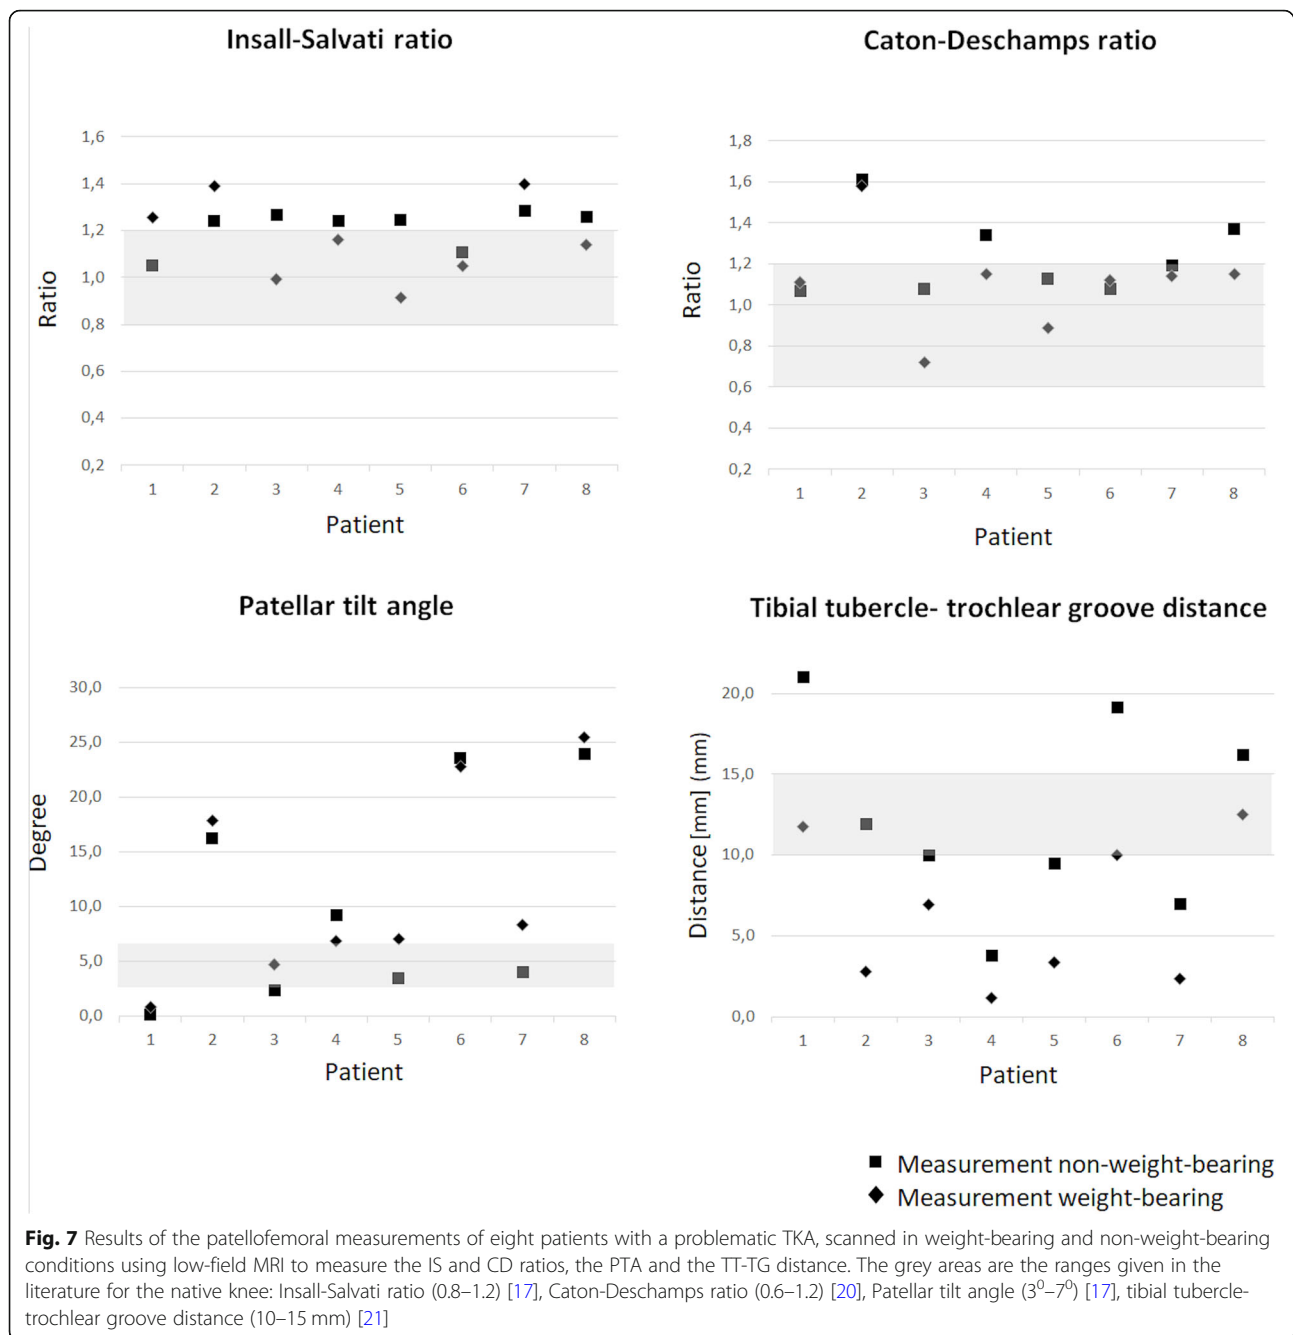 Insall-Salvati ratio
1,6
1,4
1,2
1,0
0,8
0,6
0,4
0,2
Ratio
1 2 3 4 5 6 7 8
Patient
Caton-Deschamps ratio
1,8
1,6
1,4
1,2
1,0
0,8
0,6
0,4
0,2
Ratio
1 2 3 4 5 6 7 8
Patient
Patellar tilt angle
30,0
25,0
20,0
15,0
10,0
5,0
0,0
Degree
1 2 3 4 5 6 7 8
Patient
Tibial tubercle- trochlear groove distance
20,0
15,0
10,0
5,0
0,0
Distance [mm] (mm)
1 2 3 4 5 6 7 8
Patient
Measurement non-weight-bearing
Measurement weight-bearing
Fig. 7 Results of the patellofemoral measurements of eight patients with a problematic TKA, scanned in weight-bearing and non-weight-bearing
conditions using low-field MRI to measure the IS and CD ratios, the PTA and the TT-TG distance. The grey areas are the ranges given in the
literature for the native knee: Insall-Salvati ratio (0.8–1.2) [17], Caton-Deschamps ratio (0.6–1.2) [20], Patellar tilt angle (3⁰–7⁰) [17], tibial tubercle-
trochlear groove distance (10–15 mm) [21]